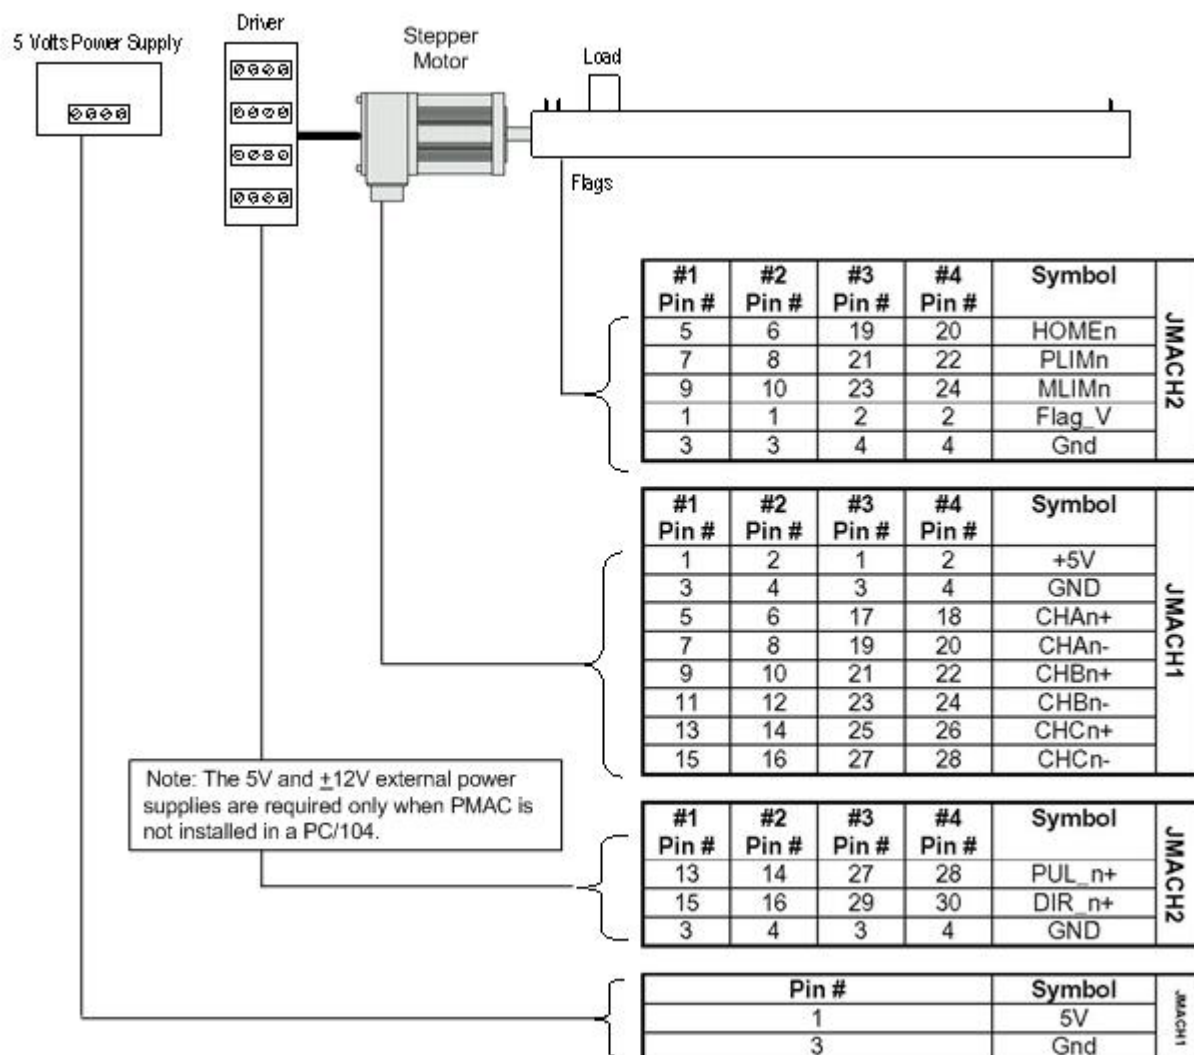 Driver
5 Volts Power Supply
Stepper
Motor
Load
Flags
#1 #2 #3 #4 Symbol
Pin # Pin # Pin # Pin #
5 6 19 20 HOMEn
7 8 21 22 PLIMn
9 10 23 24 MLIMn
1 1 2 2 Flag_V
3 3 4 4 Gnd
JMACH2
#1 #2 #3 #4 Symbol
Pin # Pin # Pin # Pin #
1 2 1 2 +5V
3 4 3 4 GND
5 6 17 18 CHAn+
7 8 19 20 CHAn-
9 10 21 22 CHBn+
11 12 23 24 CHBn-
13 14 25 26 CHCn+
15 16 27 28 CHCn-
JMACH1
Note: The 5V and ±12V external power
supplies are required only when PMAC is
not installed in a PC/104.
#1 #2 #3 #4 Symbol
Pin # Pin # Pin # Pin #
13 14 27 28 PUL_n+
15 16 29 30 DIR_n+
3 4 3 4 GND
JMACH2
Pin # Symbol
1 5V
3 Gnd
JMACH1